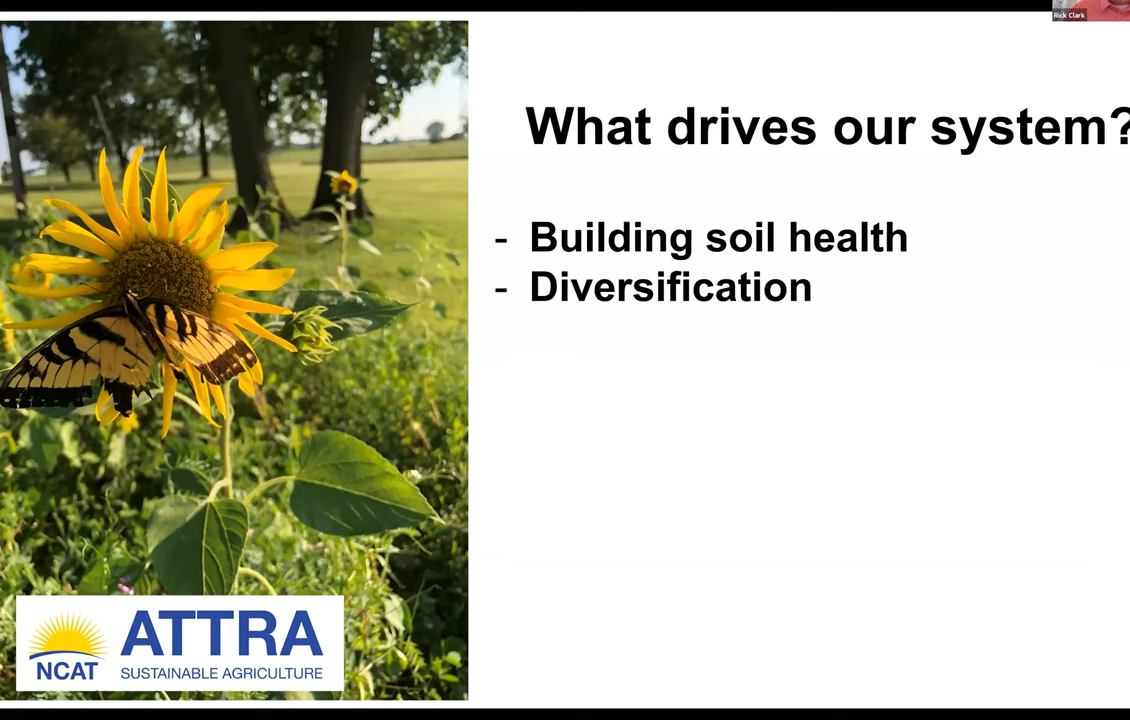 Rick Clark
What drives our system?
- Building soil health
- Diversification
NCAT
ATTRA
SUSTAINABLE AGRICULTURE